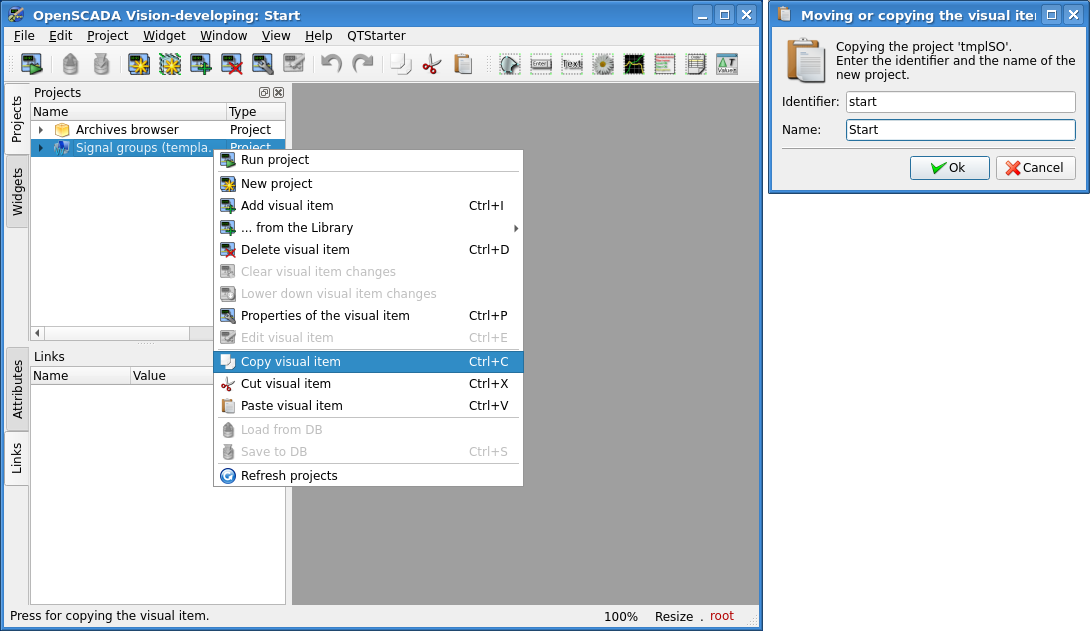 OpenSCADA Vision-developing: Start
File Edit Project Widget Window View Help QTStarter
Projects
Name Type
Archives browser Project
Signal groups (templa... Project
Projects
Widgets
Attributes
Links
Links
Name Value
Run project
New project
Add visual item Ctrl+I
... from the Library
Delete visual item Ctrl+D
Clear visual item changes
Lower down visual item changes
Properties of the visual item Ctrl+P
Edit visual item Ctrl+E
Copy visual item Ctrl+C
Cut visual item Ctrl+X
Paste visual item Ctrl+V
Load from DB
Save to DB Ctrl+S
Refresh projects
Press for copying the visual item. 100% Resize . root
Moving or copying the visual ite
Copying the project 'tmplSO'.
Enter the identifier and the name of the
new project.
Identifier: start
Name: Start
Ok Cancel